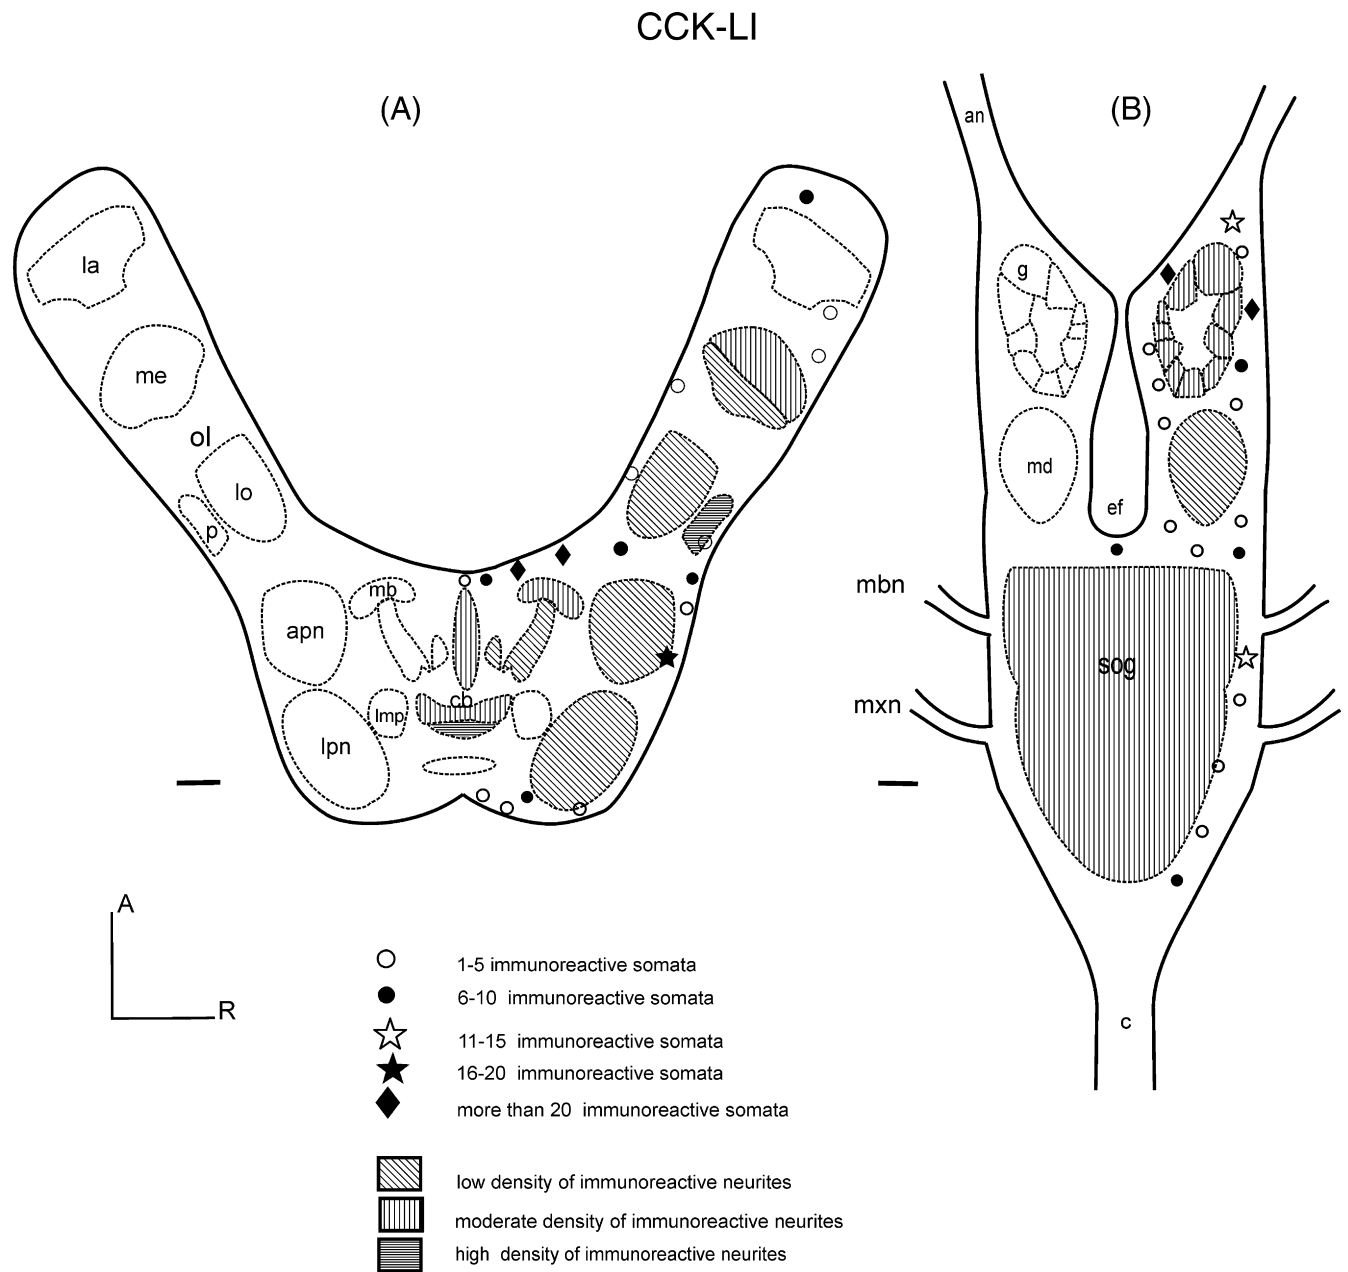 CCK-LI
(A)
(B)
an
la
g
me
ol
lo
md
p
ef
mb
mbn
apn
sog
cb
lmp
mxn
lpn
A
R
c
1-5 immunoreactive somata
6-10 immunoreactive somata
11-15 immunoreactive somata
16-20 immunoreactive somata
more than 20 immunoreactive somata
low density of immunoreactive neurites
moderate density of immunoreactive neurites
high density of immunoreactive neurites